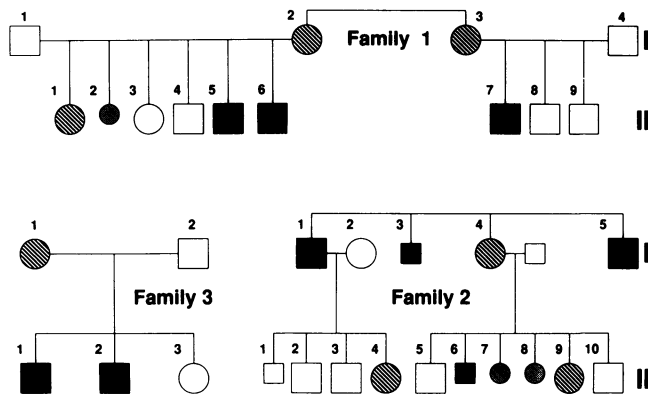 1 2 Family 1 3 4 I
1 2 3 4 5 6 7 8 9 II
1 2 1 2 3 4 5 I
Family 3 Family 2
1 2 3 1 2 3 4 5 6 7 8 9 10 II